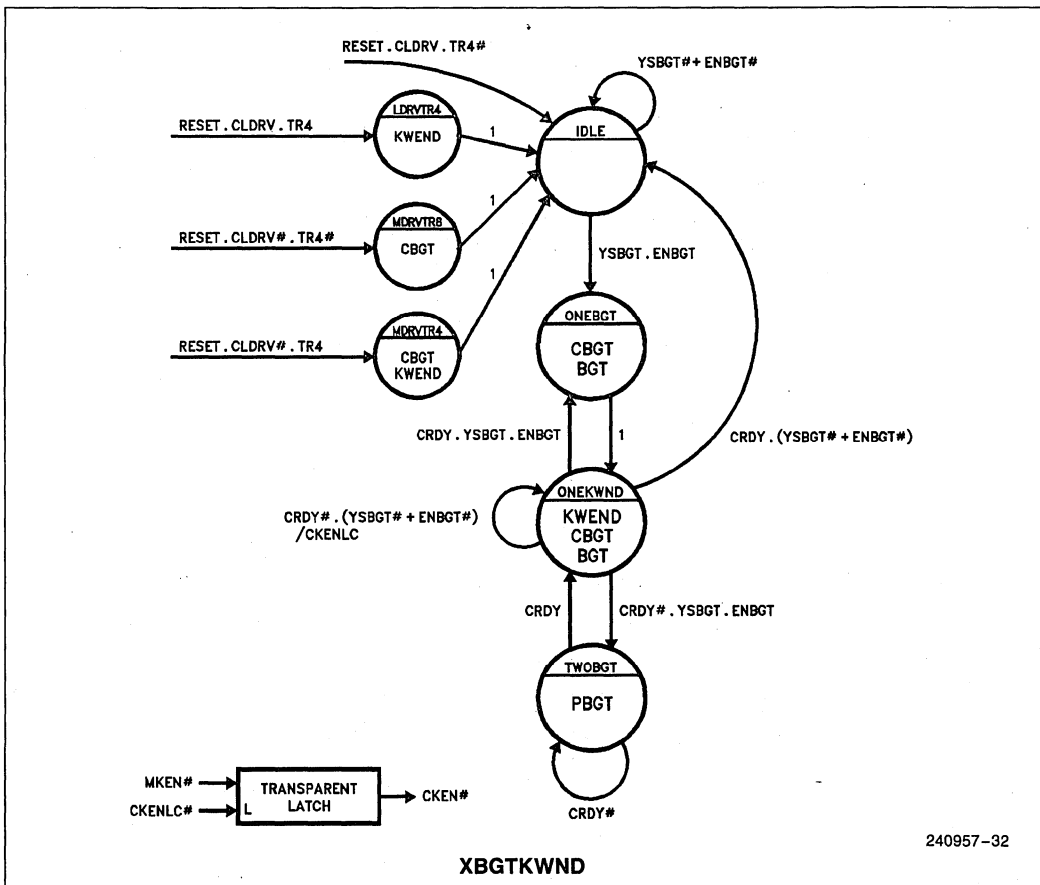 RESET.CLDRV.TR4#
YSBGT#+ENBGT#
RESET.CLDRV.TR4
LDRVTR4
KWEND
1
IDLE
RESET.CLDRV#.TR4#
MDRVTR8
CBGT
1
YSBGT.ENBGT
RESET.CLDRV#.TR4
MDRVTR4
CBGT
KWEND
1
ONEBGT
CBGT
BGT
CRDY.YSBGT.ENBGT
1
CRDY.(YSBGT#+ENBGT#)
CRDY#.(YSBGT#+ENBGT#)
/CKENLC
ONEKWND
KWEND
CBGT
BGT
CRDY
CRDY#.YSBGT.ENBGT
TWOBGT
PBGT
CRDY#
MKEN#
CKENLC#
L
TRANSPARENT
LATCH
CKEN#
240957-32
XBGTKWND